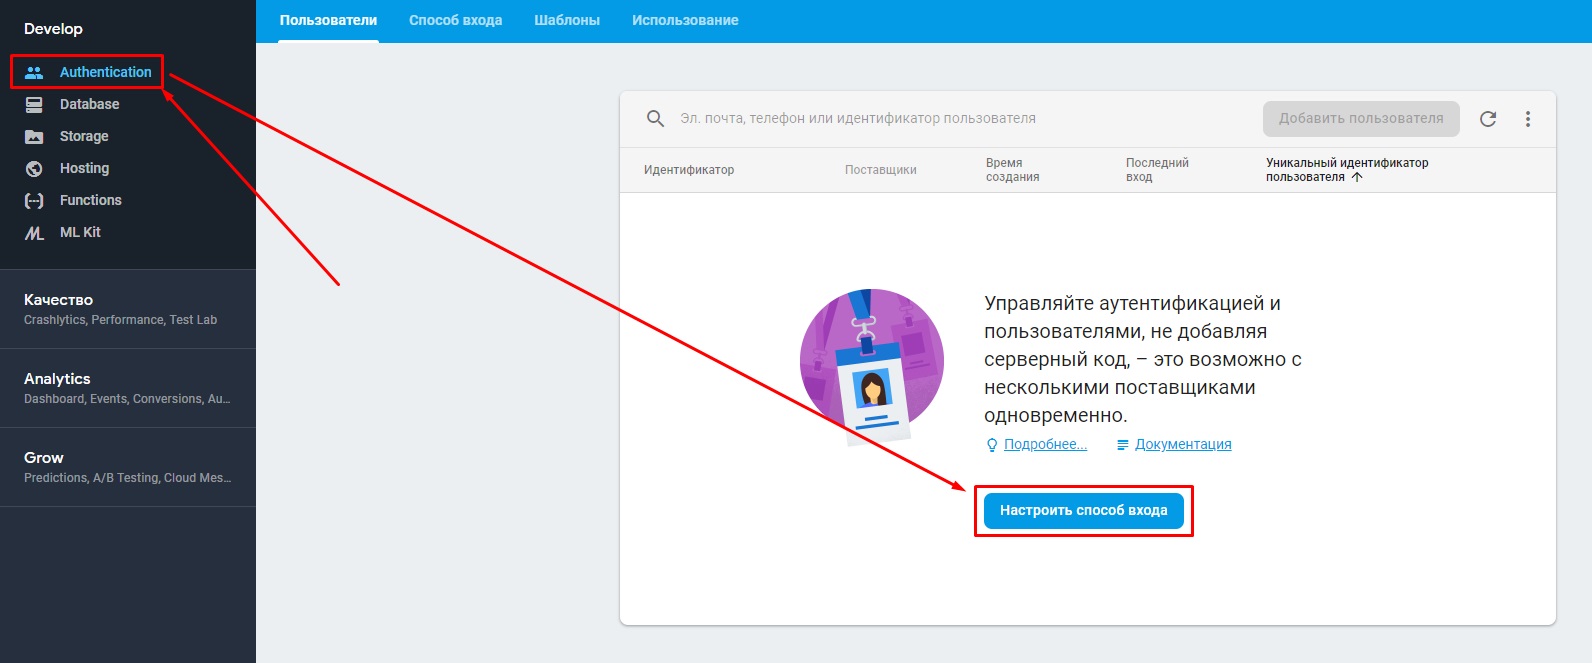 Develop
Authentication
Database
Storage
Hosting
Functions
ML Kit
Качество
Crashlytics, Performance, Test Lab
Analytics
Dashboard, Events, Conversions, Au...
Grow
Predictions, A/B Testing, Cloud Mes...
Пользователи Способ входа Шаблоны Использование
Эл. почта, телефон или идентификатор пользователя Добавить пользователя
Идентификатор Поставщики
Время
создания
Последний
вход
Уникальный идентификатор
пользователя
Управляйте аутентификацией и
пользователями, не добавляя
серверный код, – это возможно с
несколькими поставщиками
одновременно.
Подробнее... Документация
Настроить способ входа